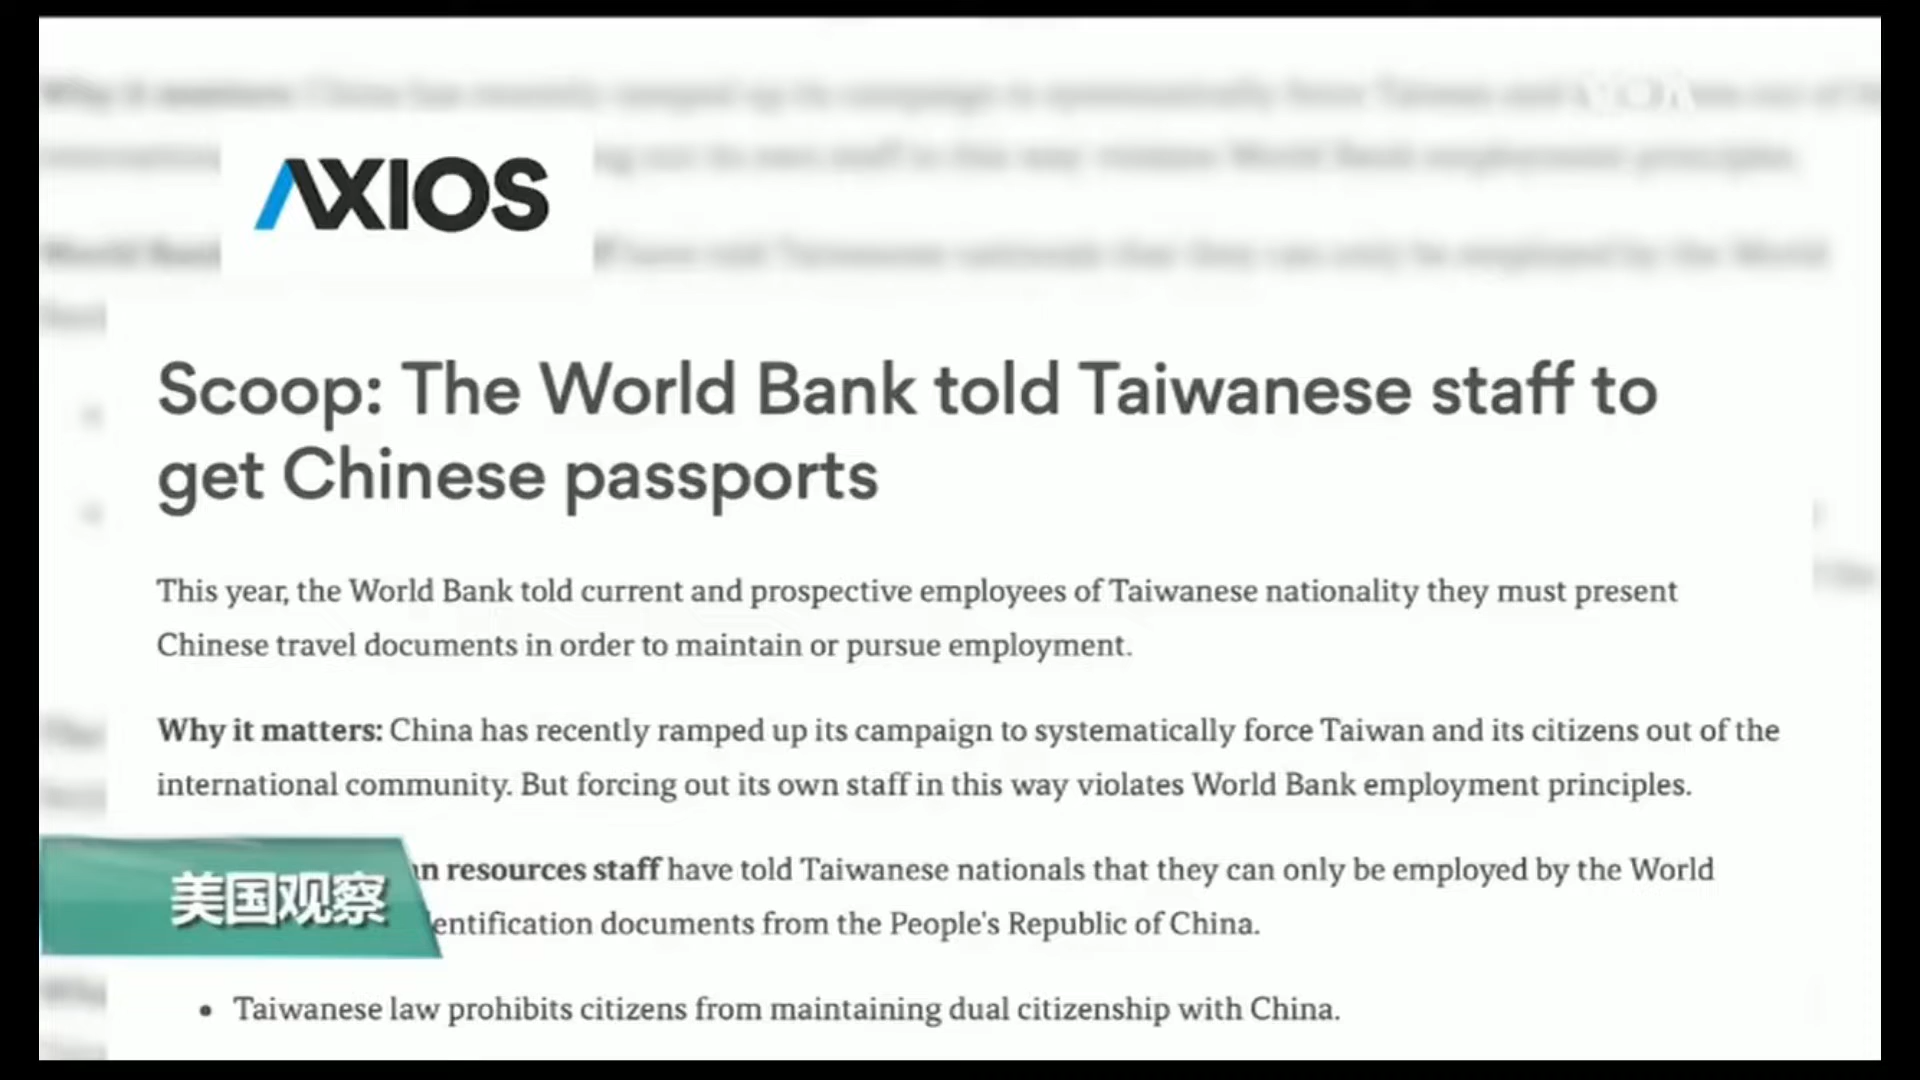 AXIOS
Scoop: The World Bank told Taiwanese staff to
get Chinese passports
This year, the World Bank told current and prospective employees of Taiwanese nationality they must present
Chinese travel documents in order to maintain or pursue employment.
Why it matters: China has recently ramped up its campaign to systematically force Taiwan and its citizens out of the
international community. But forcing out its own staff in this way violates World Bank employment principles.
resources staff have told Taiwanese nationals that they can only be employed by the World
documents from the People's Republic of China.
美国观察
• Taiwanese law prohibits citizens from maintaining dual citizenship with China.